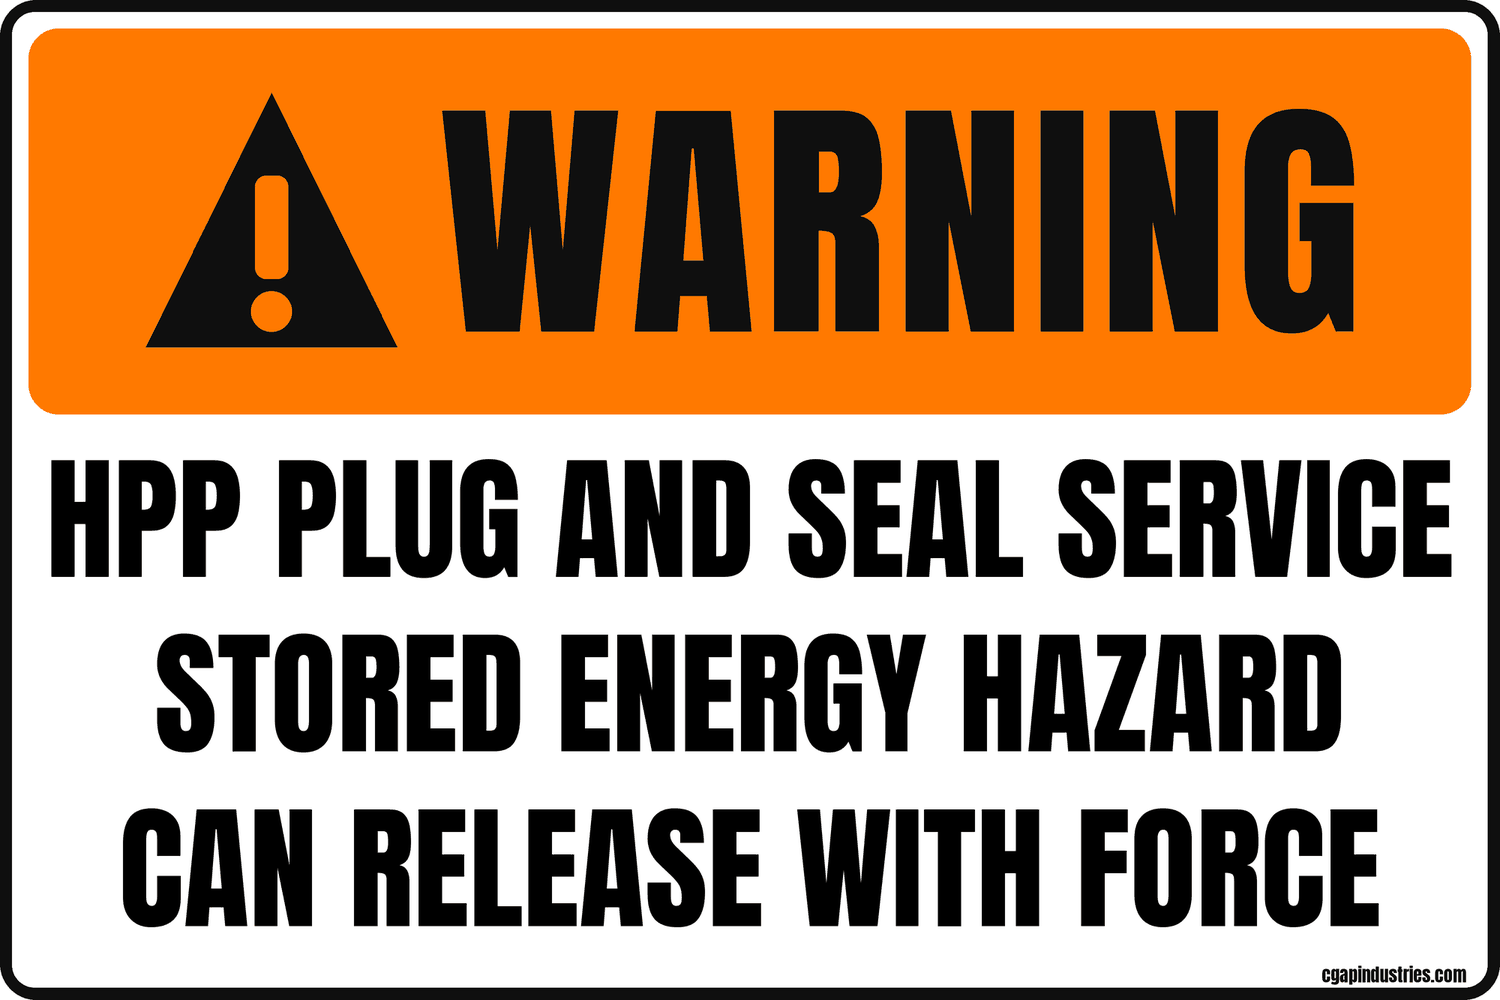 WARNING
HPP PLUG AND SEAL SERVICE
STORED ENERGY HAZARD
CAN RELEASE WITH FORCE
cgapindustries.com